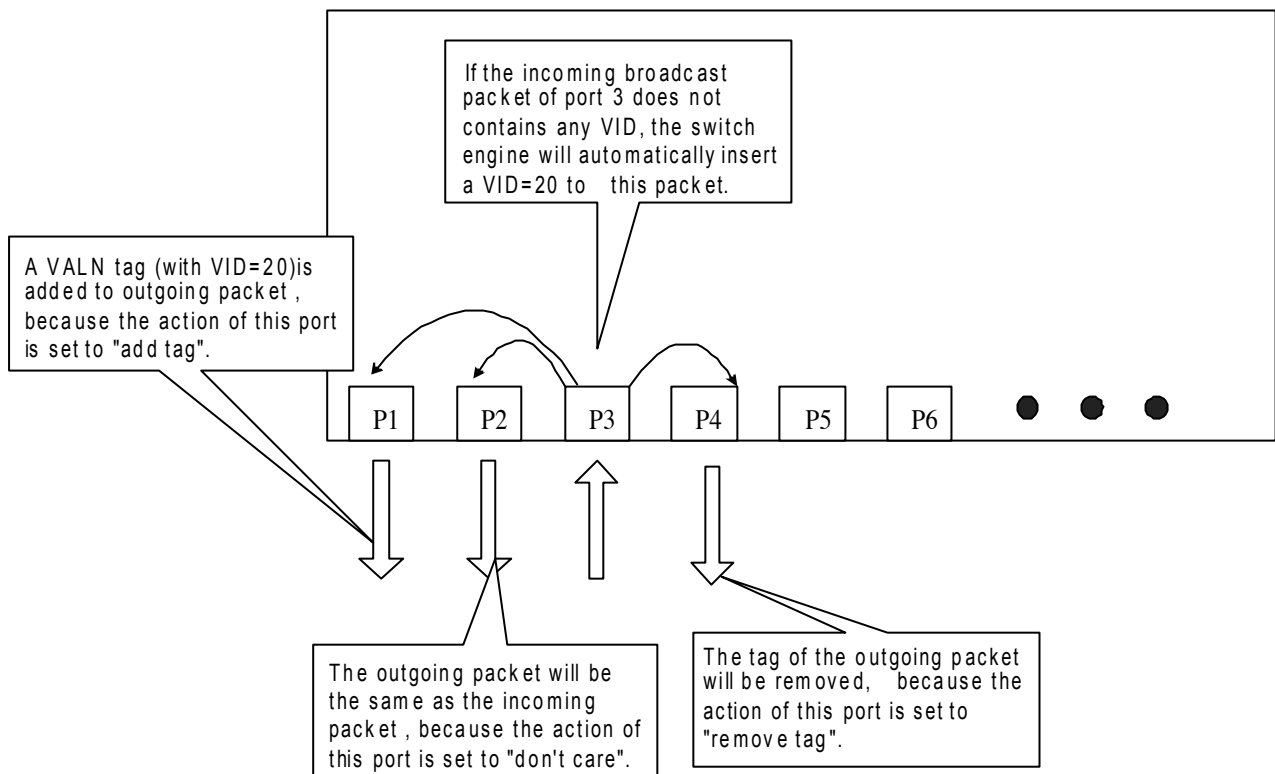 If the incoming broadcast
packet of port 3 does not
contains any VID, the switch
engine will automatically insert
a VID=20 to this packet.
A VALN tag (with VID=20)is
added to outgoing packet ,
because the action of this port
is set to "add tag".
P1
P2
P3
P4
P5
P6
The outgoing packet will be
the same as the incoming
packet , because the action of
this port is set to "don't care".
The tag of the outgoing packet
will be removed, because the
action of this port is set to
"remove tag".